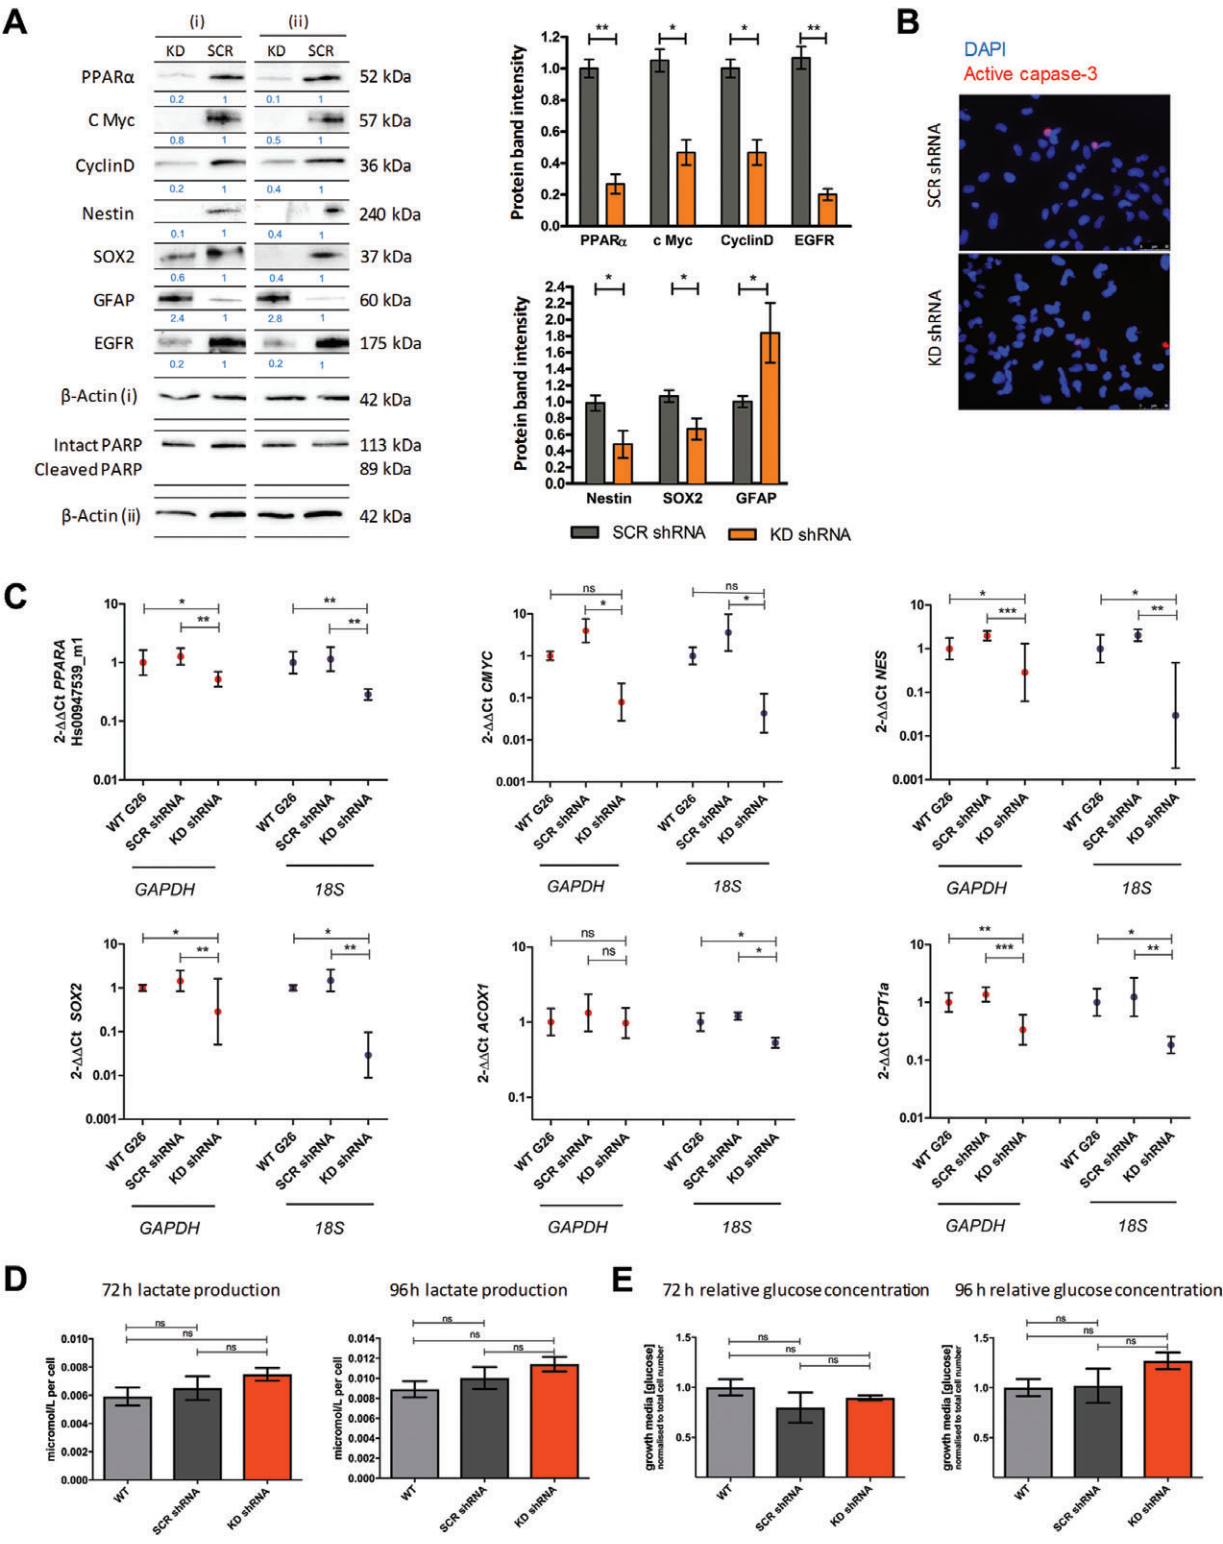 A
(i) (ii)
KD SCR KD SCR
PPARα 52 kDa
0.2 1 0.1 1
C Myc 57 kDa
0.8 1 0.5 1
CyclinD 36 kDa
0.2 1 0.4 1
Nestin 240 kDa
0.1 1 0.4 1
SOX2 37 kDa
0.6 1 0.4 1
GFAP 60 kDa
2.4 1 2.8 1
EGFR 175 kDa
0.2 1 0.2 1
β-Actin (i) 42 kDa
Intact PARP 113 kDa
Cleaved PARP 89 kDa
β-Actin (ii) 42 kDa
Protein band intensity
1.2
1.0
0.8
0.6
0.4
0.2
0.0
** * * **
PPARα c Myc CyclinD EGFR
Protein band intensity
2.4
2.2
2.0
1.8
1.6
1.4
1.2
1.0
0.8
0.6
0.4
0.2
0.0
* * *
Nestin SOX2 GFAP
SCR shRNA KD shRNA
B
DAPI
Active capase-3
SCR shRNA
KD shRNA
C
2-ΔΔCt PPARA
Hs00947539_m1
10
1
0.1
0.01
* ** ** **
WT G26 SCR shRNA KD shRNA WT G26 SCR shRNA KD shRNA
GAPDH 18S
2-ΔΔCt CMYC
10
1
0.1
0.01
0.001
ns * ns *
WT G26 SCR shRNA KD shRNA WT G26 SCR shRNA KD shRNA
GAPDH 18S
2-ΔΔCt NES
10
1
0.1
0.01
0.001
* *** * **
WT G26 SCR shRNA KD shRNA WT G26 SCR shRNA KD shRNA
GAPDH 18S
2-ΔΔCt SOX2
10
1
0.1
0.01
0.001
* ** * **
WT G26 SCR shRNA KD shRNA WT G26 SCR shRNA KD shRNA
GAPDH 18S
2-ΔΔCt ACOX1
10
1
0.1
ns ns * *
WT G26 SCR shRNA KD shRNA WT G26 SCR shRNA KD shRNA
GAPDH 18S
2-ΔΔCt CPT1a
10
1
0.1
0.01
** *** * **
WT G26 SCR shRNA KD shRNA WT G26 SCR shRNA KD shRNA
GAPDH 18S
D
72h lactate production
micromol/L per cell
0.010
0.008
0.006
0.004
0.002
0.000
ns
ns
ns
WT SCR shRNA KD shRNA
96h lactate production
micromol/L per cell
0.014
0.012
0.010
0.008
0.006
0.004
0.002
0.000
ns
ns
ns
WT SCR shRNA KD shRNA
E
72h relative glucose concentration
growth media [glucose]
normalised to total cell number
1.5
1.0
0.5
ns
ns
ns
WT SCR shRNA KD shRNA
96h relative glucose concentration
growth media [glucose]
normalised to total cell number
1.5
1.0
0.5
ns
ns
ns
WT SCR shRNA KD shRNA